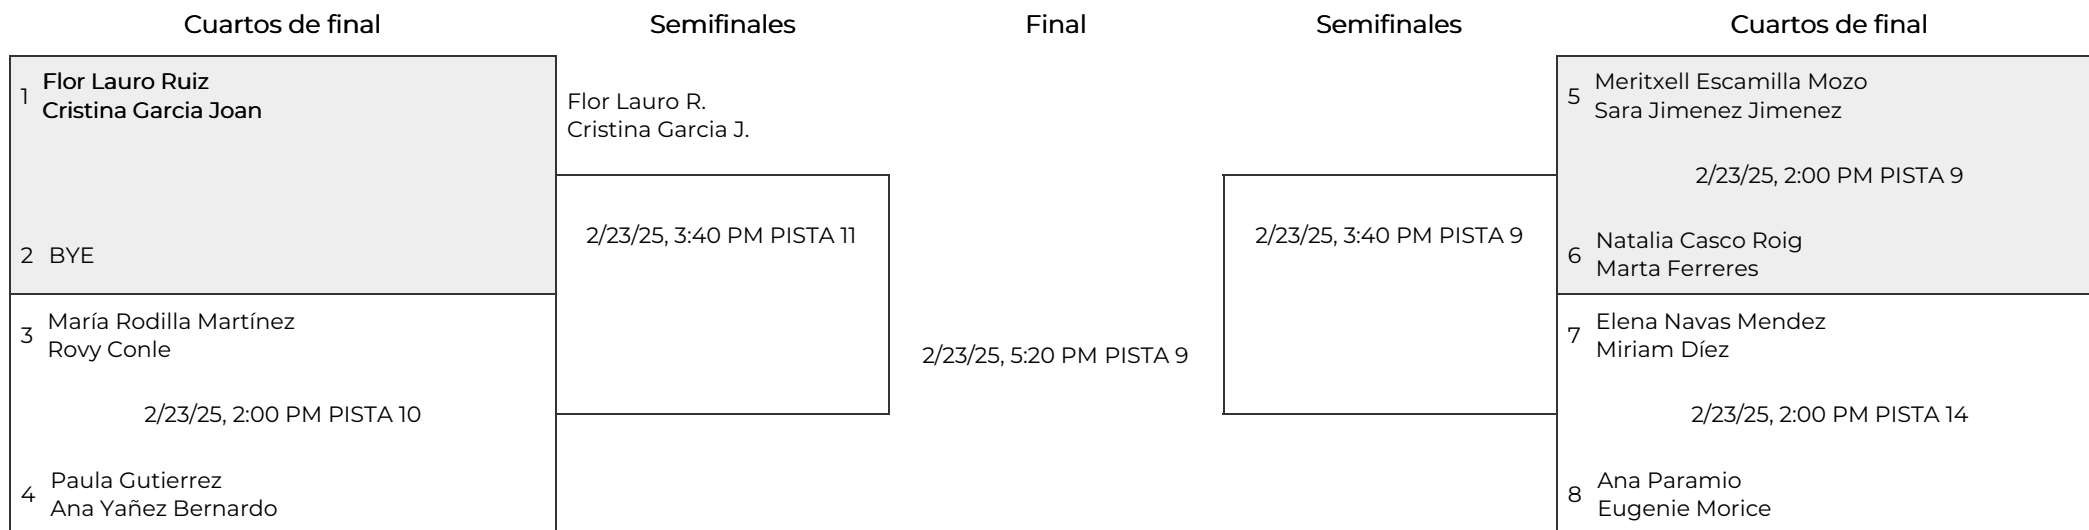 Cuartos de final
Semifinales
Final
Semifinales
Cuartos de final
1
Flor Lauro Ruiz
Cristina Garcia Joan
2 BYE
3
María Rodilla Martínez
Rovy Conle
2/23/25, 2:00 PM PISTA 10
4
Paula Gutierrez
Ana Yañez Bernardo
Flor Lauro R.
Cristina Garcia J.
2/23/25, 3:40 PM PISTA 11
2/23/25, 5:20 PM PISTA 9
2/23/25, 3:40 PM PISTA 9
5
Meritxell Escamilla Mozo
Sara Jimenez Jimenez
2/23/25, 2:00 PM PISTA 9
6
Natalia Casco Roig
Marta Ferreres
7
Elena Navas Mendez
Miriam Díez
2/23/25, 2:00 PM PISTA 14
8
Ana Paramio
Eugenie Morice